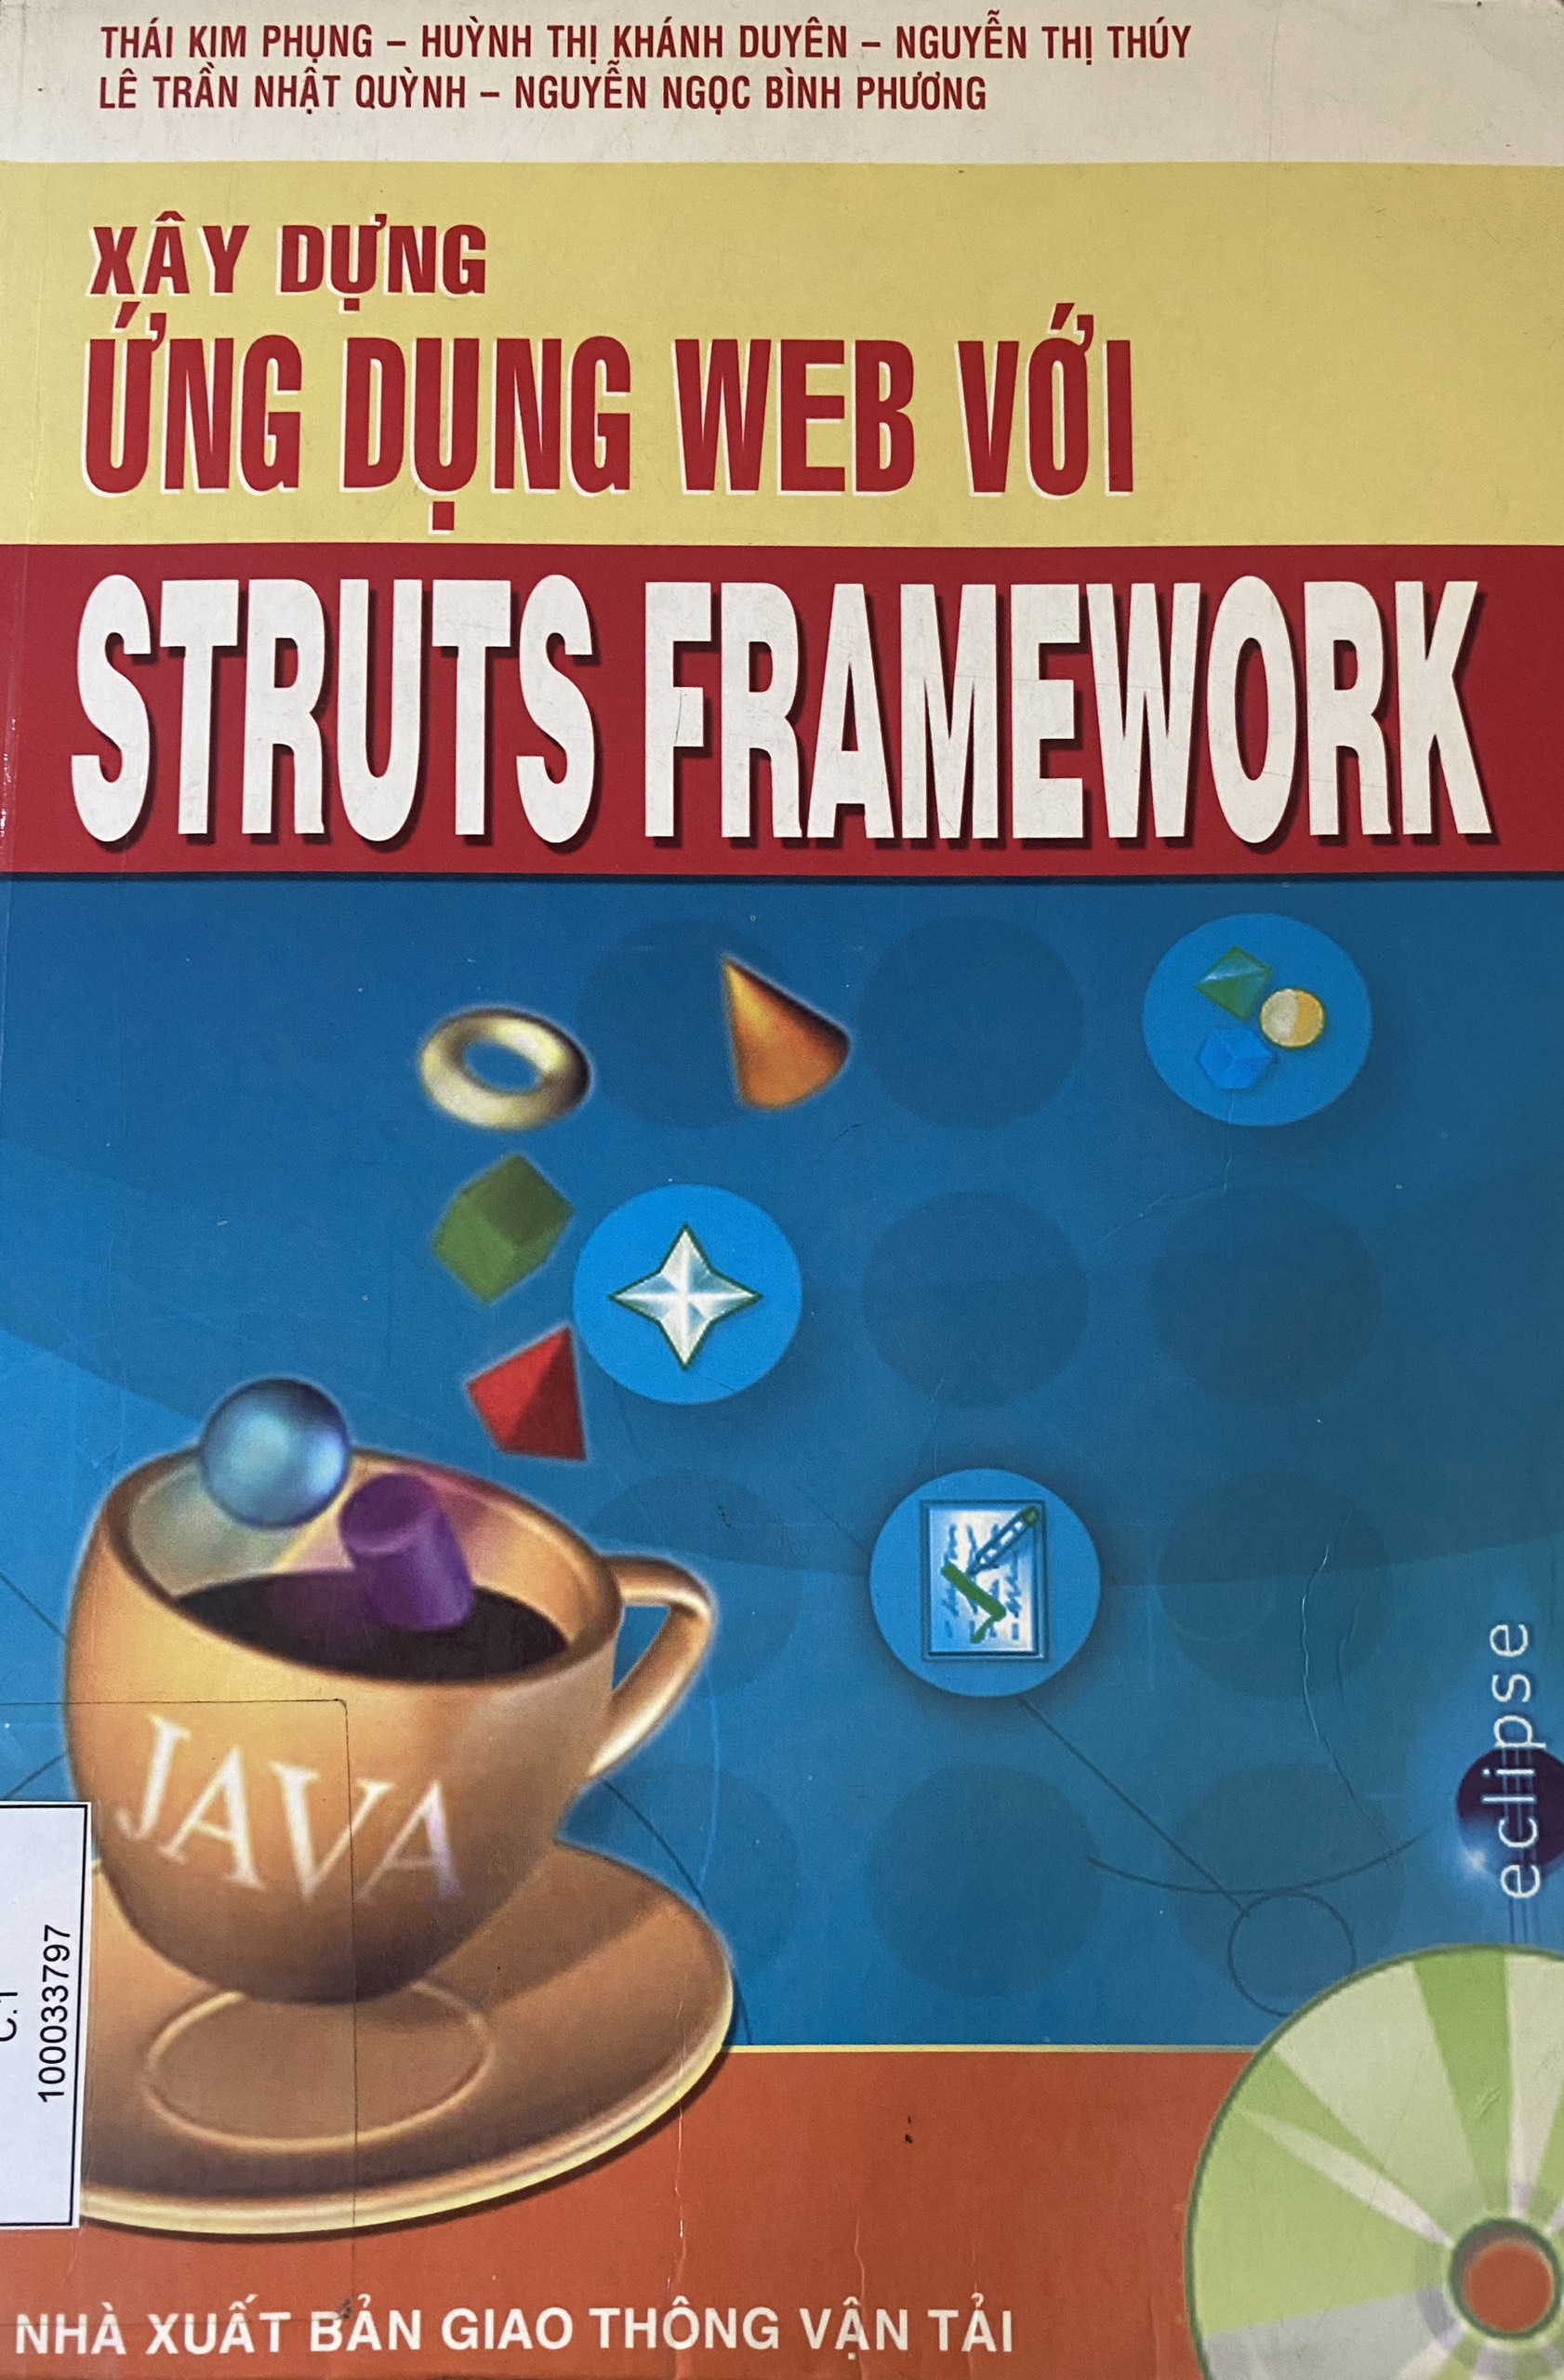 THÁI KIM PHỤNG – HUỲNH THỊ KHÁNH DUYÊN – NGUYỄN THỊ THÚY
LÊ TRẦN NHẬT QUỲNH – NGUYỄN NGỌC BÌNH PHƯƠNG
XÂY DỰNG
ỨNG DỤNG WEB VỚI
STRUTS FRAMEWORK
JAVA
eclipse
C.1
100033797
NHÀ XUẤT BẢN GIAO THÔNG VẬN TẢI